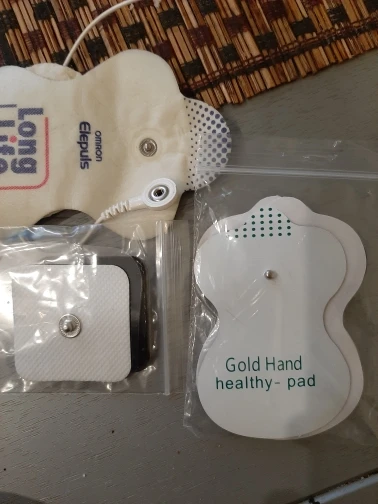 Long
Life
omron
Elepuls
Gold Hand
healthy- pad